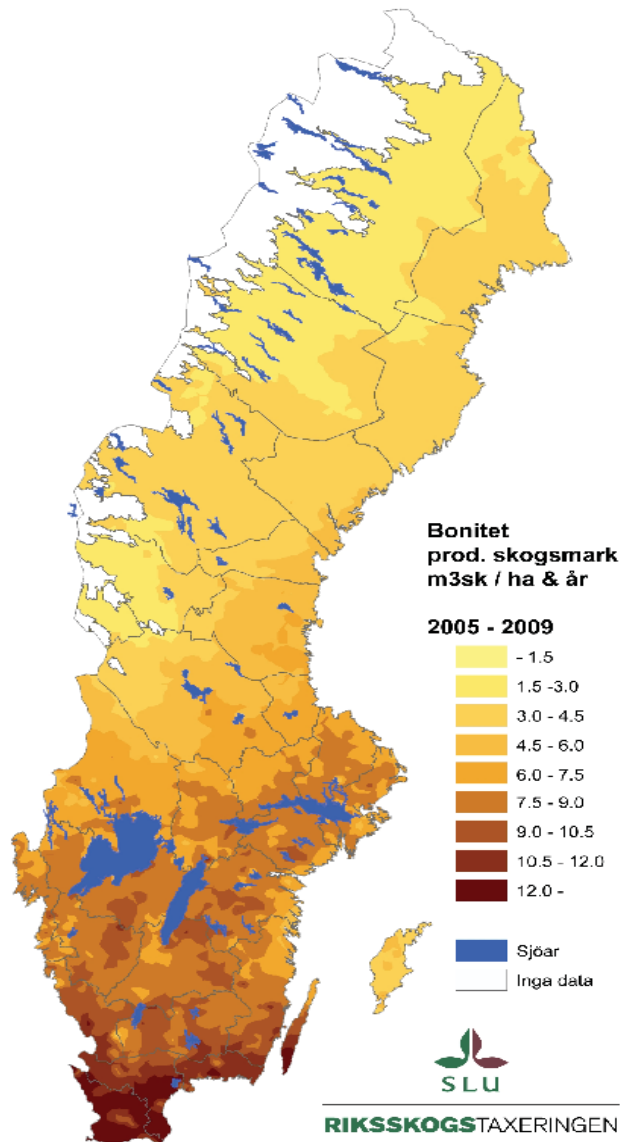 Bonitet
prod. skogsmark
m3sk / ha & år
2005 - 2009
- 1.5
1.5 -3.0
3.0 - 4.5
4.5 - 6.0
6.0 - 7.5
7.5 - 9.0
9.0 - 10.5
10.5 - 12.0
12.0 -
Sjöar
Inga data
SLU
RIKSSKOGSTAXERINGEN